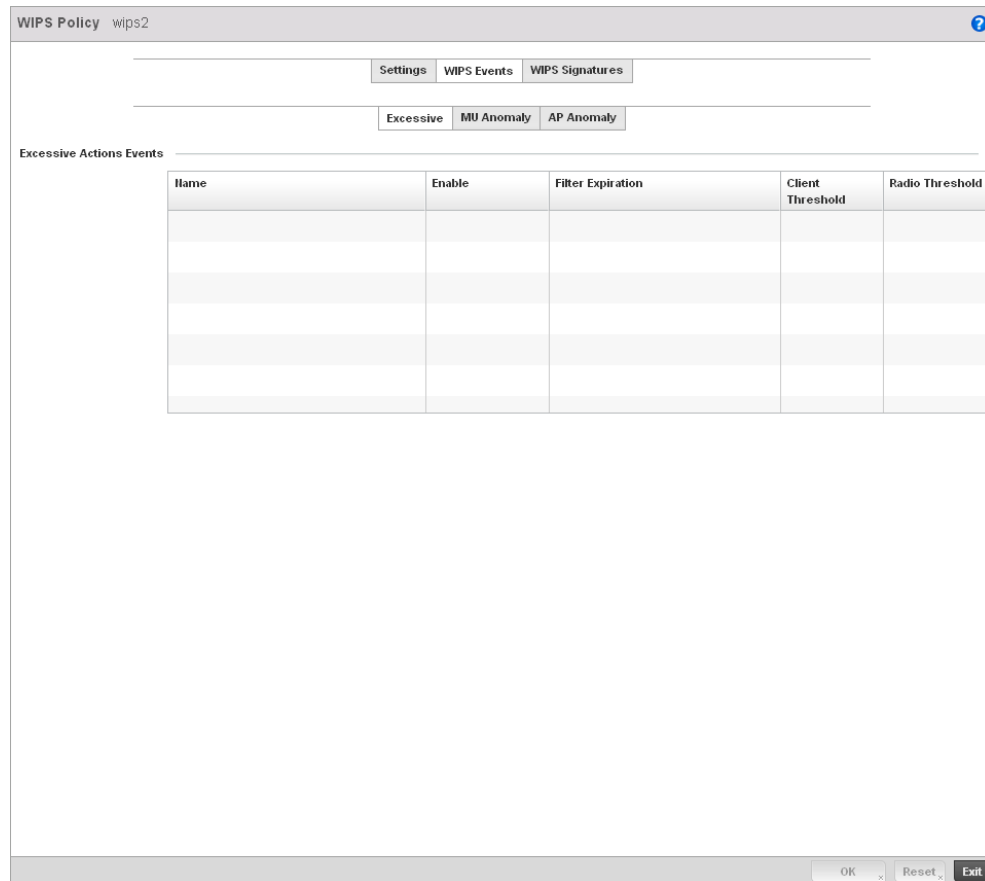 WIPS Policy wips2 ?
Settings WIPS Events WIPS Signatures
Excessive MU Anomaly AP Anomaly
Excessive Actions Events
Name Enable Filter Expiration Client Threshold Radio Threshold
OK Reset Exit